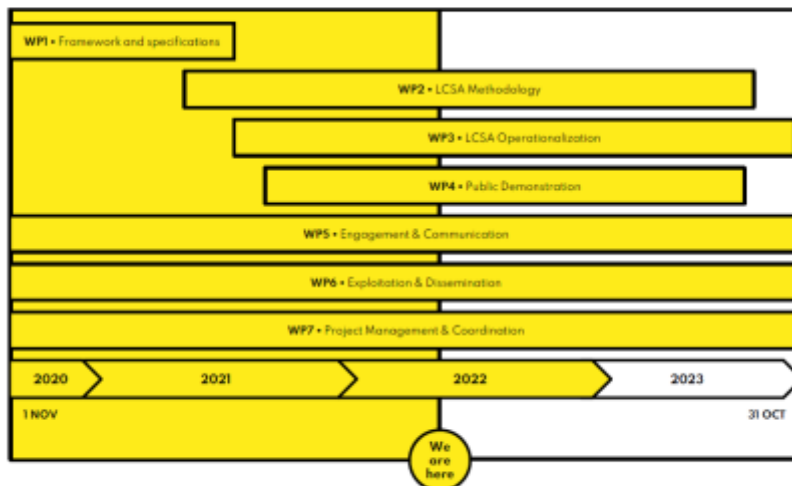 WP1 • Framework and specifications
WP2 • LCSA Methodology
WP3 • LCSA Operationalization
WP4 • Public Demonstration
WP5 • Engagement & Communication
WP6 • Exploitation & Dissemination
WP7 • Project Management & Coordination
2020 2021 2022 2023
1 NOV 31 OCT
We
are
here